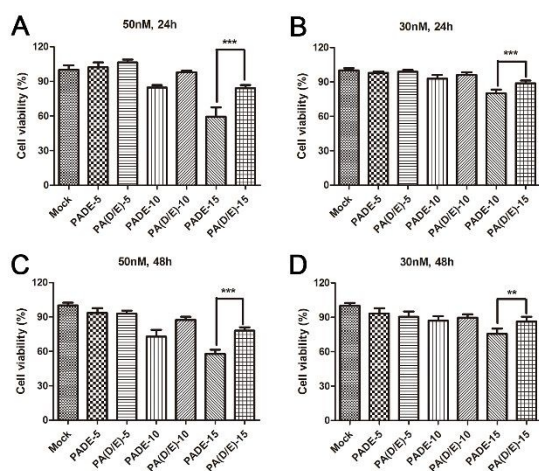 A
50nM, 24h
***
Cell viability (%)
120
90
60
30
0
Mock
PADE-5
PA(D/E)-5
PADE-10
PA(D/E)-10
PADE-15
PA(D/E)-15
B
30nM, 24h
***
Cell viability (%)
120
90
60
30
0
Mock
PADE-5
PA(D/E)-5
PADE-10
PA(D/E)-10
PADE-10
PA(D/E)-15
C
50nM, 48h
***
Cell viability (%)
120
90
60
30
0
Mock
PADE-5
PA(D/E)-5
PADE-10
PA(D/E)-10
PADE-15
PA(D/E)-15
D
30nM, 48h
**
Cell viability (%)
120
90
60
30
0
Mock
PADE-5
PA(D/E)-5
PADE-10
PA(D/E)-10
PADE-15
PA(D/E)-15